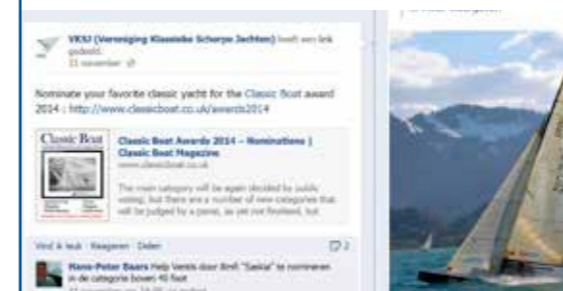 VKSJ (Vereniging Klassieke Scherpe Jachten) heeft een link
gedeeld.
11 november
Nominate your favorite classic yacht for the Classic Boat award
2014 : http://www.classicboat.co.uk/awards2014
Classic Boat
Classic Boat Awards 2014 – Nominations |
Classic Boat Magazine
www.classicboat.co.uk
The main category will be again decided by public
voting, but there are a number of new categories that
will be judged by a panel, as yet not finalised, but
Vind ik leuk · Reageren · Delen
2
Hans-Peter Baars Help Ventis door 8mR "Saskia" te nomineren
in de categorie boven 40 foot